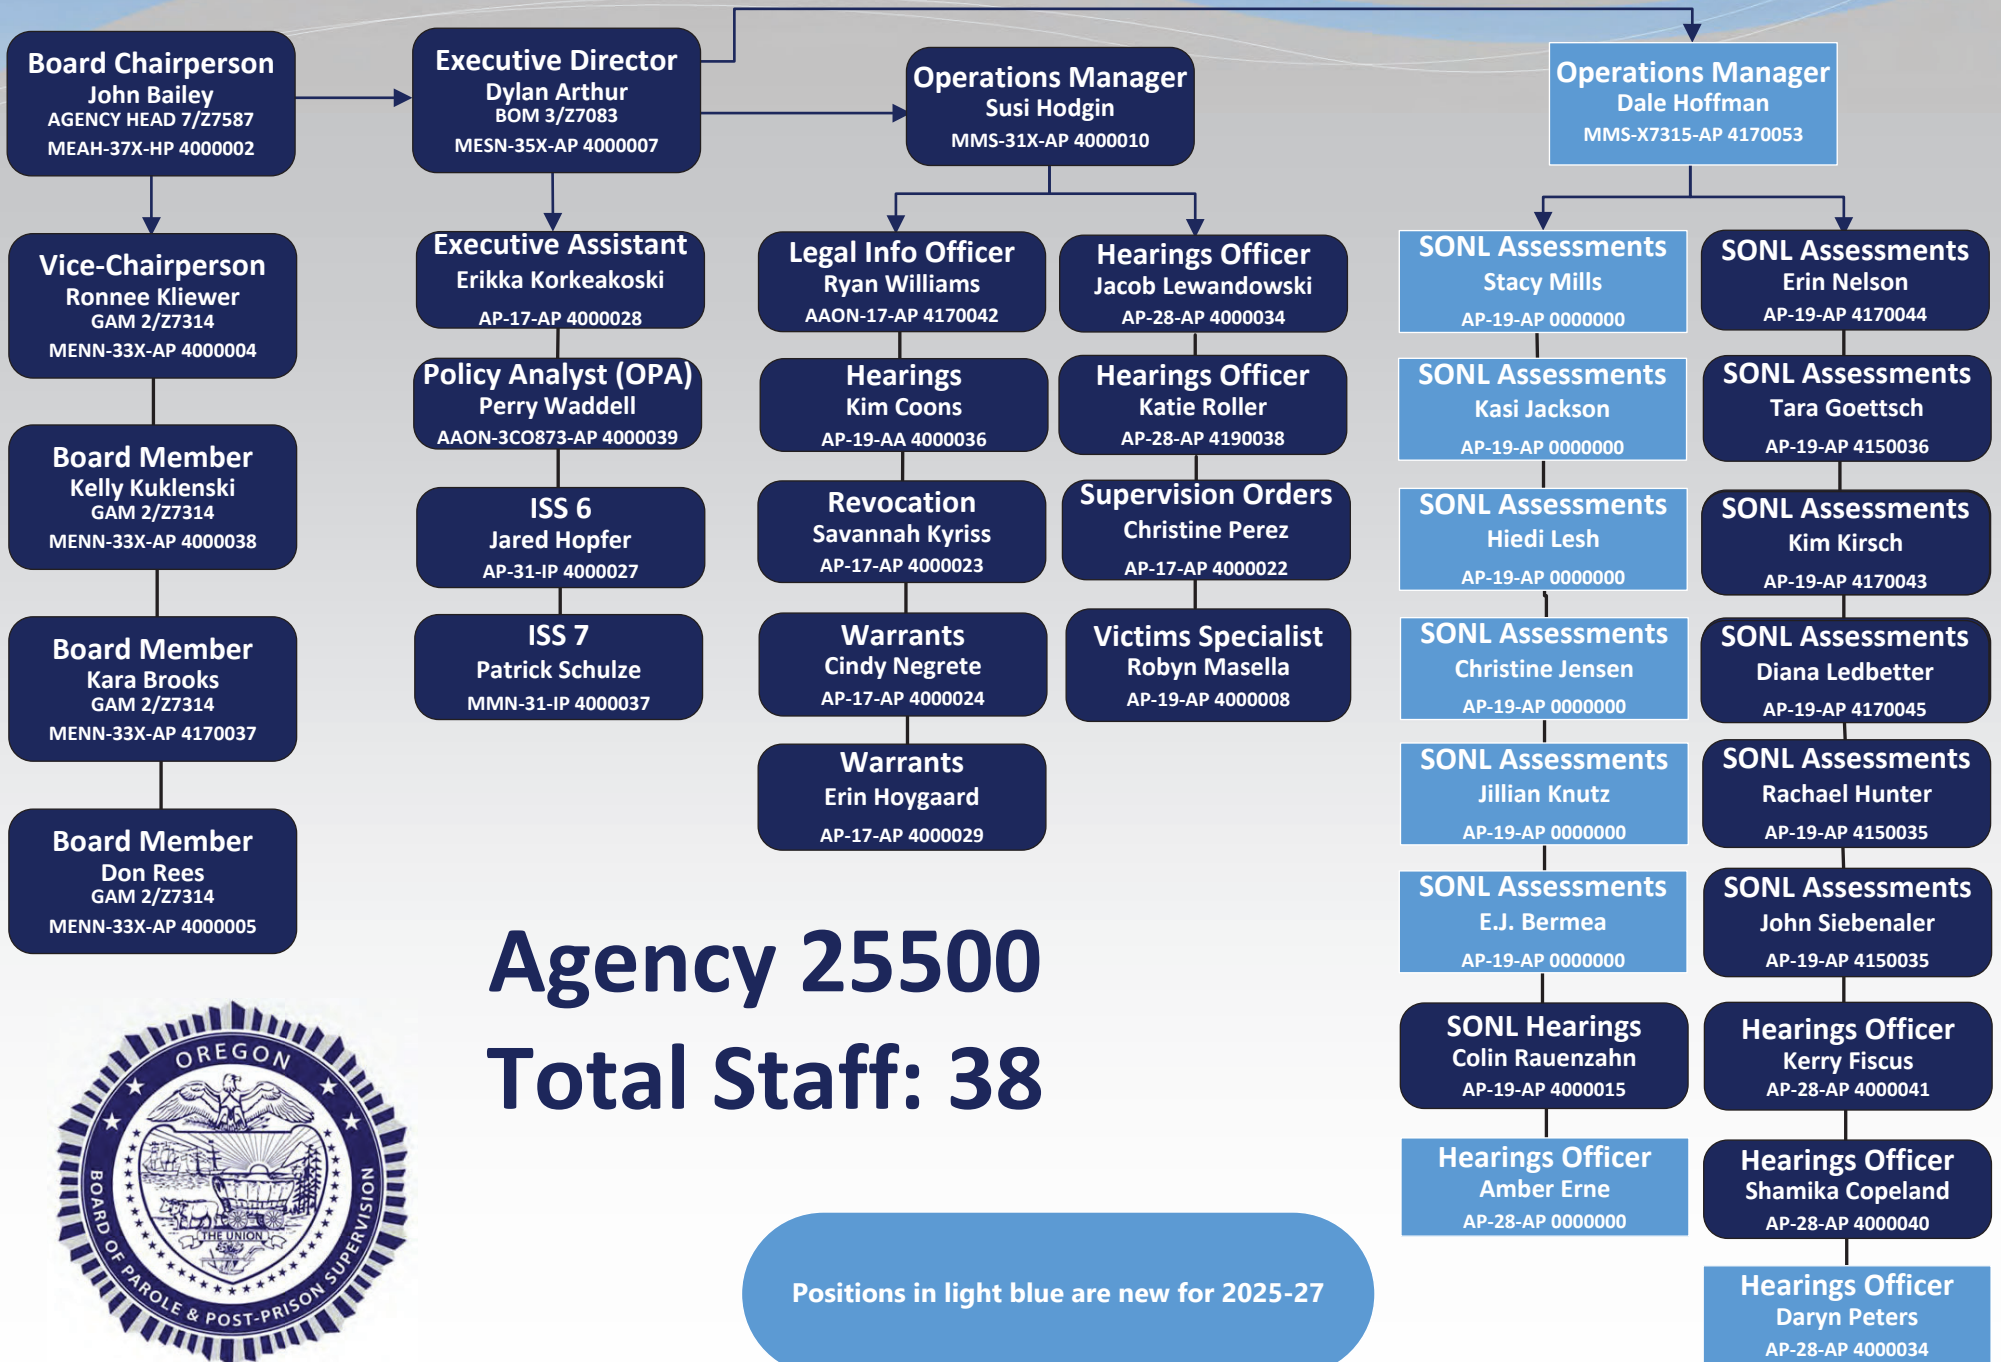 Board Chairperson
John Bailey
AGENCY HEAD 7/Z7587
MEAH-37X-HP 4000002
Executive Director
Dylan Arthur
BOM 3/Z7083
MESN-35X-AP 4000007
Operations Manager
Susi Hodgin
MMS-31X-AP 4000010
Operations Manager
Dale Hoffman
MMS-X7315-AP 4170053
Vice-Chairperson
Ronnee Kliewer
GAM 2/Z7314
MENN-33X-AP 4000004
Board Member
Kelly Kuklenski
GAM 2/Z7314
MENN-33X-AP 4000038
Board Member
Kara Brooks
GAM 2/Z7314
MENN-33X-AP 4170037
Board Member
Don Rees
GAM 2/Z7314
MENN-33X-AP 4000005
Executive Assistant
Erikka Korkeakoski
AP-17-AP 4000028
Policy Analyst (OPA)
Perry Waddell
AAON-3CO873-AP 4000039
ISS 6
Jared Hopfer
AP-31-IP 4000027
ISS 7
Patrick Schulze
MMN-31-IP 4000037
Legal Info Officer
Ryan Williams
AAON-17-AP 4170042
Hearings
Kim Coons
AP-19-AA 4000036
Revocation
Savannah Kyriss
AP-17-AP 4000023
Warrants
Cindy Negrete
AP-17-AP 4000024
Warrants
Erin Hoygaard
AP-17-AP 4000029
Hearings Officer
Jacob Lewandowski
AP-28-AP 4000034
Hearings Officer
Katie Roller
AP-28-AP 4190038
Supervision Orders
Christine Perez
AP-17-AP 4000022
Victims Specialist
Robyn Masella
AP-19-AP 4000008
SONL Assessments
Stacy Mills
AP-19-AP 0000000
SONL Assessments
Kasi Jackson
AP-19-AP 0000000
SONL Assessments
Hiedi Lesh
AP-19-AP 0000000
SONL Assessments
Christine Jensen
AP-19-AP 0000000
SONL Assessments
Jillian Knutz
AP-19-AP 0000000
SONL Assessments
E.J. Bermea
AP-19-AP 0000000
SONL Hearings
Colin Rauenzahn
AP-19-AP 4000015
Hearings Officer
Amber Erne
AP-28-AP 0000000
SONL Assessments
Erin Nelson
AP-19-AP 4170044
SONL Assessments
Tara Goettsch
AP-19-AP 4150036
SONL Assessments
Kim Kirsch
AP-19-AP 4170043
SONL Assessments
Diana Ledbetter
AP-19-AP 4170045
SONL Assessments
Rachael Hunter
AP-19-AP 4150035
SONL Assessments
John Siebenaler
AP-19-AP 4150035
Hearings Officer
Kerry Fiscus
AP-28-AP 4000041
Hearings Officer
Shamika Copeland
AP-28-AP 4000040
Hearings Officer
Daryn Peters
AP-28-AP 4000034
Agency 25500
Total Staff: 38
OREGON
THE UNION
BOARD OF PAROLE & POST-PRISON SUPERVISION
Positions in light blue are new for 2025-27